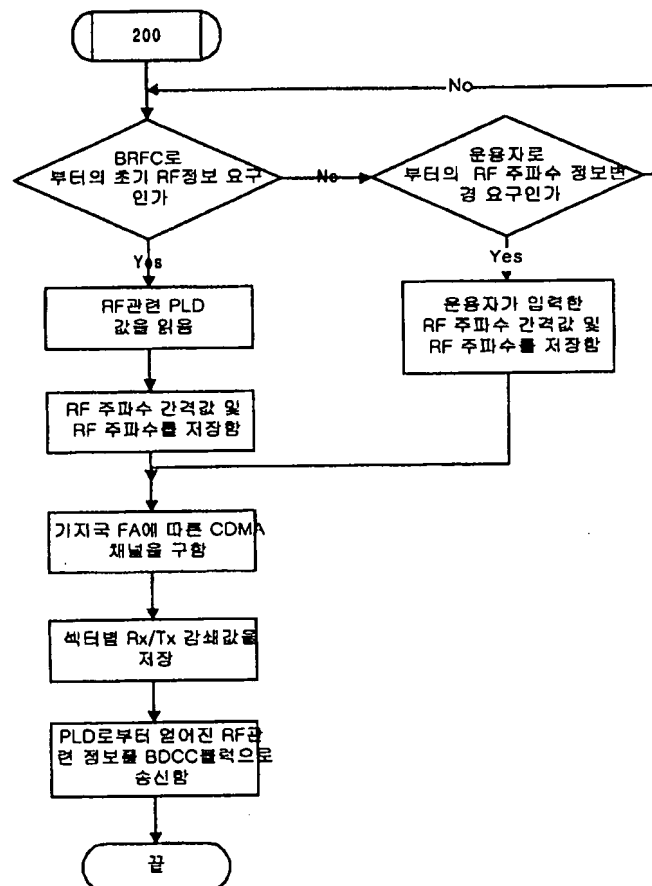 200
No
BRFC로
부터의 초기 RF정보 요구
인가
No
운용자로
부터의 RF 주파수 정보변
경 요구인가
Yes
Yes
RF관련 PLD
값을 읽음
운용자가 입력한
RF 주파수 간격값 및
RF 주파수를 저장함
RF 주파수 간격값 및
RF 주파수를 저장함
기지국 FA에 따른 CDMA
채널을 구함
섹터별 Rx/Tx 감쇄값을
저장
PLD로부터 얻어진 RF관
련 정보를 BDCC블럭으로
송신함
끝